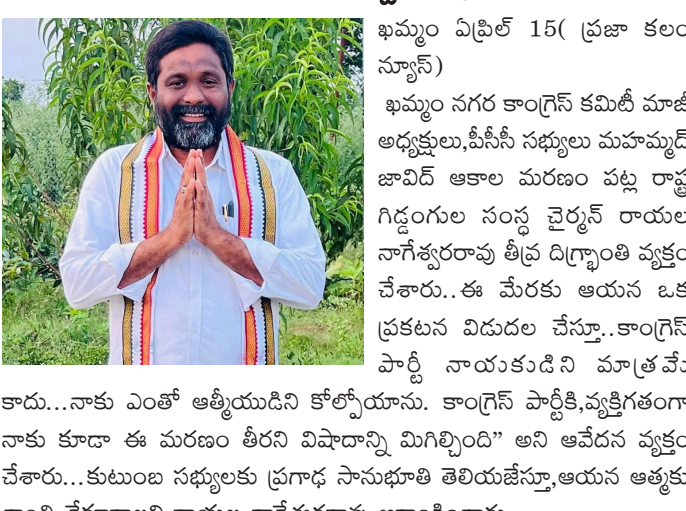 ఖమ్మం ఏప్రిల్ 15( ప్రజా కలం
న్యూస్)
ఖమ్మం నగర కాంగ్రెస్ కమిటీ మాజీ
అధ్యక్షులు,పీసీసీ సభ్యులు మహమ్మద్
జావిద్ ఆకాల మరణం పట్ల రాష్ట్ర
గిడ్డంగుల సంస్ధ చైర్మన్ రాయల
నాగేశ్వరరావు తీవ్ర దిగ్భ్రాంతి వ్యక్తం
చేశారు..ఈ మేరకు ఆయన ఒక
ప్రకటన విడుదల చేస్తూ..కాంగ్రెస్
పార్టీ నాయకుడిని మాత్రమే
కాదు...నాకు ఎంతో ఆత్మీయుడిని కోల్పోయాను. కాంగ్రెస్ పార్టీకి,వ్యక్తిగతంగా
నాకు కూడా ఈ మరణం తీరని విషాదాన్ని మిగిల్చింది” అని ఆవేదన వ్యక్తం
చేశారు...కుటుంబ సభ్యులకు ప్రగాఢ సానుభూతి తెలియజేస్తూ,ఆయన ఆత్మకు